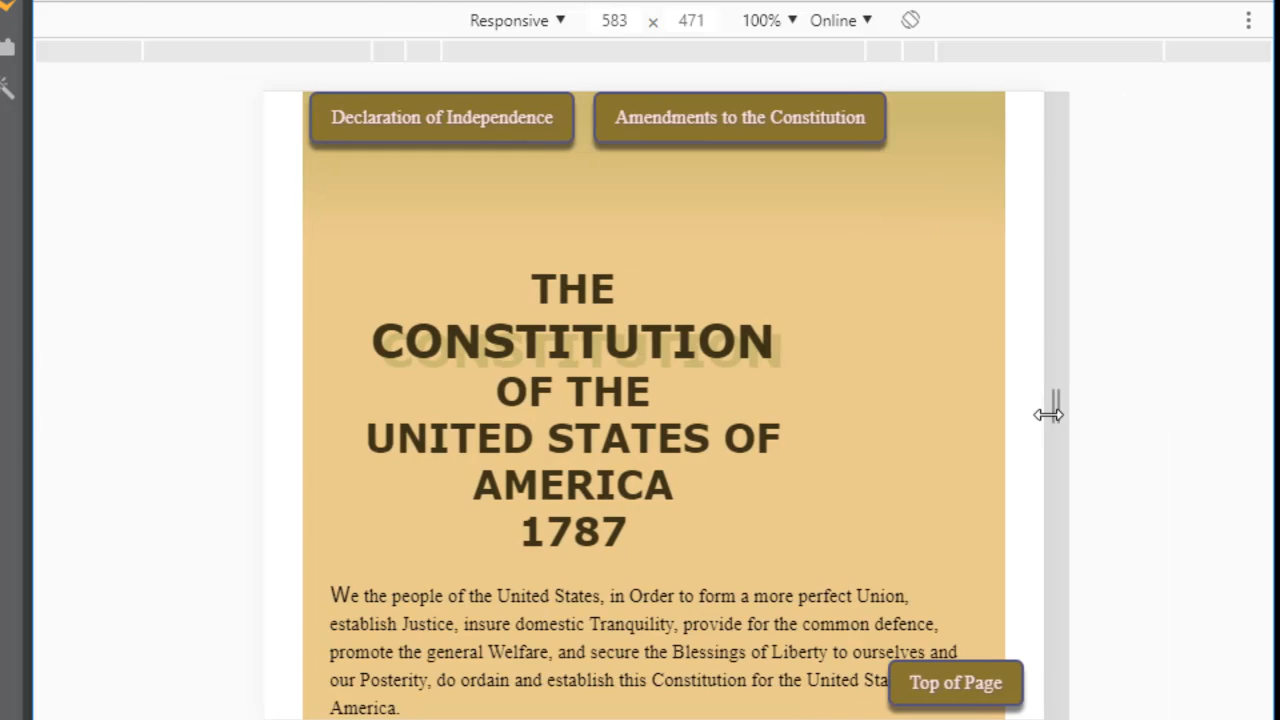 Responsive ▼ 583 × 471 100% ▼ Online ▼
Declaration of Independence Amendments to the Constitution
THE
CONSTITUTION
OF THE
UNITED STATES OF
AMERICA
1787
We the people of the United States, in Order to form a more perfect Union,
establish Justice, insure domestic Tranquility, provide for the common defence,
promote the general Welfare, and secure the Blessings of Liberty to ourselves and
our Posterity, do ordain and establish this Constitution for the United Sta
Top of Page
America.